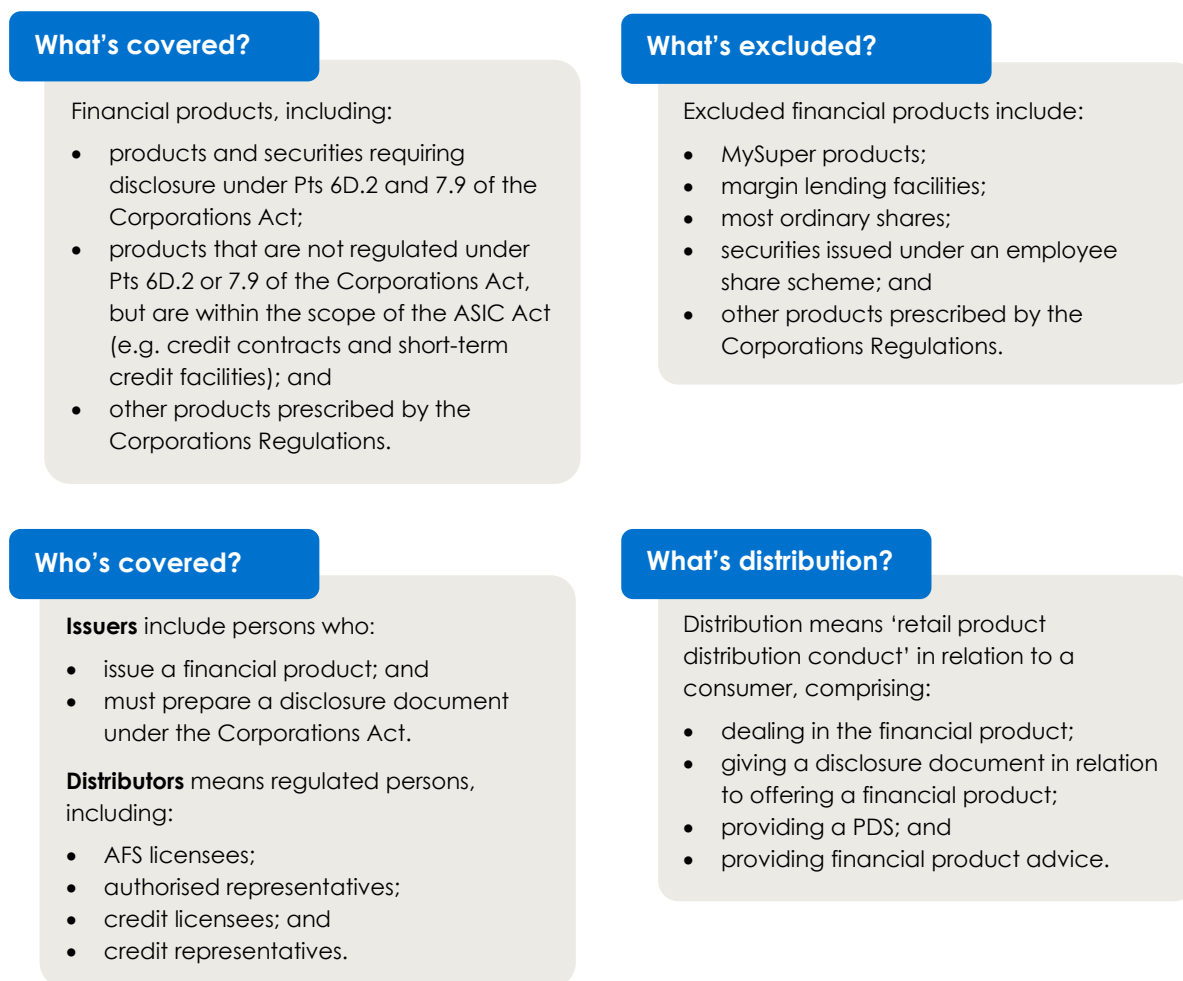 What's covered?
Financial products, including:
• products and securities requiring
disclosure under Pts 6D.2 and 7.9 of the
Corporations Act;
• products that are not regulated under
Pts 6D.2 or 7.9 of the Corporations Act,
but are within the scope of the ASIC Act
(e.g. credit contracts and short-term
credit facilities); and
• other products prescribed by the
Corporations Regulations.
What's excluded?
Excluded financial products include:
• MySuper products;
• margin lending facilities;
• most ordinary shares;
• securities issued under an employee
share scheme; and
• other products prescribed by the
Corporations Regulations.
Who's covered?
Issuers include persons who:
• issue a financial product; and
• must prepare a disclosure document
under the Corporations Act.
Distributors means regulated persons,
including:
• AFS licensees;
• authorised representatives;
• credit licensees; and
• credit representatives.
What's distribution?
Distribution means ‘retail product
distribution conduct’ in relation to a
consumer, comprising:
• dealing in the financial product;
• giving a disclosure document in relation
to offering a financial product;
• providing a PDS; and
• providing financial product advice.